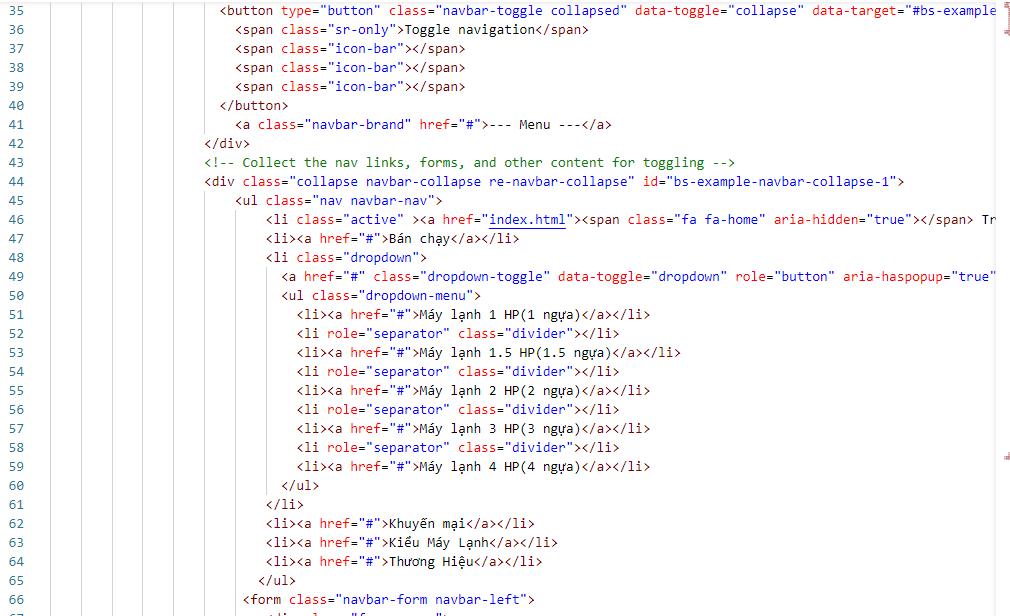 35 <button type="button" class="navbar-toggle collapsed" data-toggle="collapse" data-target="#bs-example
36 <span class="sr-only">Toggle navigation</span>
37 <span class="icon-bar"></span>
38 <span class="icon-bar"></span>
39 <span class="icon-bar"></span>
40 </button>
41 <a class="navbar-brand" href="#">--- Menu ---</a>
42 </div>
43 <!-- Collect the nav links, forms, and other content for toggling -->
44 <div class="collapse navbar-collapse re-navbar-collapse" id="bs-example-navbar-collapse-1">
45 <ul class="nav navbar-nav">
46 <li class="active" ><a href="index.html"><span class="fa fa-home" aria-hidden="true"></span> Tr
47 <li><a href="#">Bán chạy</a></li>
48 <li class="dropdown">
49 <a href="#" class="dropdown-toggle" data-toggle="dropdown" role="button" aria-haspopup="true"
50 <ul class="dropdown-menu">
51 <li><a href="#">Máy lạnh 1 HP(1 ngựa)</a></li>
52 <li role="separator" class="divider"></li>
53 <li><a href="#">Máy lạnh 1.5 HP(1.5 ngựa)</a></li>
54 <li role="separator" class="divider"></li>
55 <li><a href="#">Máy lạnh 2 HP(2 ngựa)</a></li>
56 <li role="separator" class="divider"></li>
57 <li><a href="#">Máy lạnh 3 HP(3 ngựa)</a></li>
58 <li role="separator" class="divider"></li>
59 <li><a href="#">Máy lạnh 4 HP(4 ngựa)</a></li>
60 </ul>
61 </li>
62 <li><a href="#">Khuyến mại</a></li>
63 <li><a href="#">Kiểu Máy Lạnh</a></li>
64 <li><a href="#">Thương Hiệu</a></li>
65 </ul>
66 <form class="navbar-form navbar-left">